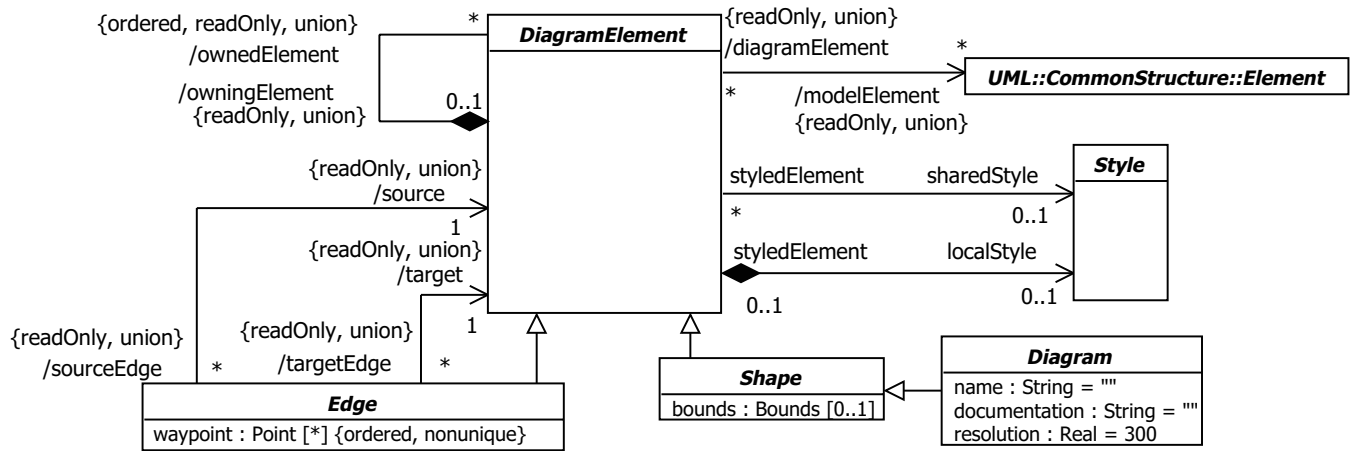 {ordered, readOnly, union}
/ownedElement
*
DiagramElement
{readOnly, union}
/diagramElement
*
UML::CommonStructure::Element
/owningElement
{readOnly, union}
0..1
*
/modelElement
{readOnly, union}
{readOnly, union}
/source
1
styledElement
sharedStyle
*
0..1
Style
{readOnly, union}
/target
1
styledElement
localStyle
0..1
0..1
{readOnly, union}
/sourceEdge
*
{readOnly, union}
/targetEdge
*
Edge
waypoint : Point [*] {ordered, nonunique}
Shape
bounds : Bounds [0..1]
Diagram
name : String = ""
documentation : String = ""
resolution : Real = 300